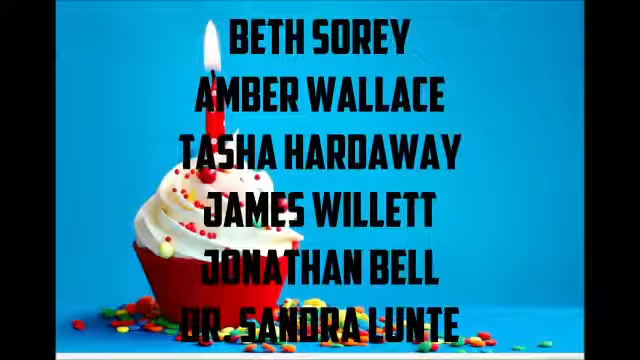 BETH SOREY
AMBER WALLACE
TASHA HARDAWAY
JAMES WILLETT
JONATHAN BELL
DR. SANDRA LUNTE